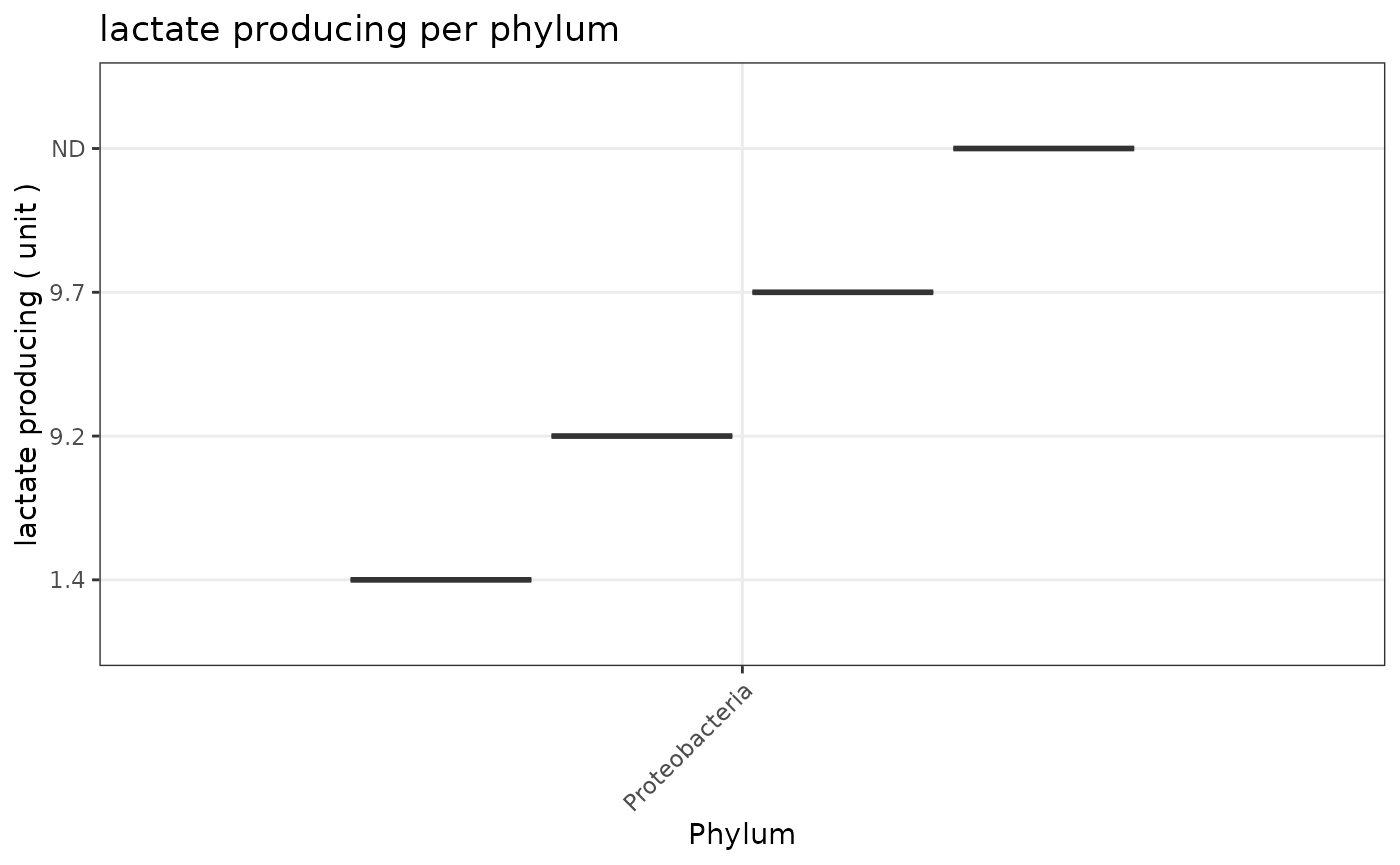 lactate producing per phylum
lactate producing ( unit )
ND
9.7
9.2
1.4
Proteobacteria
Phylum